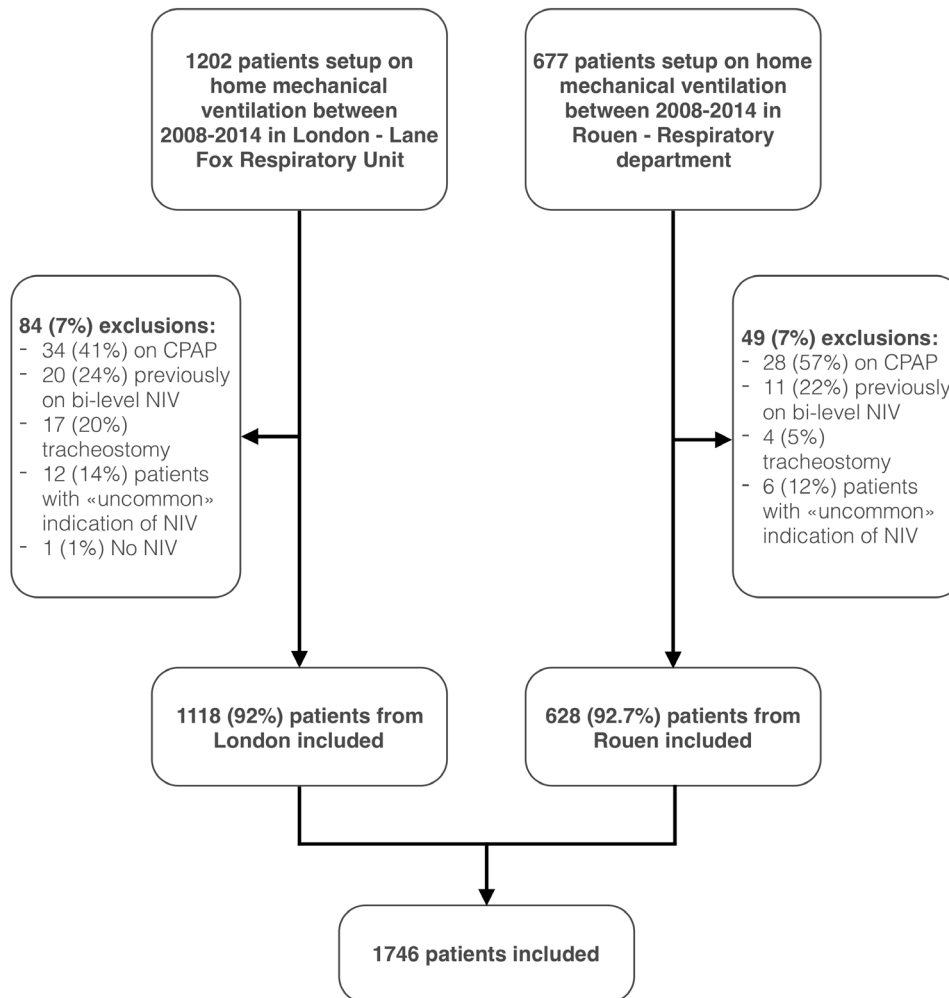 1202 patients setup on
home mechanical
ventilation between
2008-2014 in London - Lane
Fox Respiratory Unit
677 patients setup on home
mechanical ventilation
between 2008-2014 in
Rouen - Respiratory
department
84 (7%) exclusions:
- 34 (41%) on CPAP
- 20 (24%) previously
on bi-level NIV
- 17 (20%)
tracheostomy
- 12 (14%) patients
with «uncommon»
indication of NIV
- 1 (1%) No NIV
49 (7%) exclusions:
- 28 (57%) on CPAP
- 11 (22%) previously
on bi-level NIV
- 4 (5%)
tracheostomy
- 6 (12%) patients
with «uncommon»
indication of NIV
1118 (92%) patients from
London included
628 (92.7%) patients from
Rouen included
1746 patients included